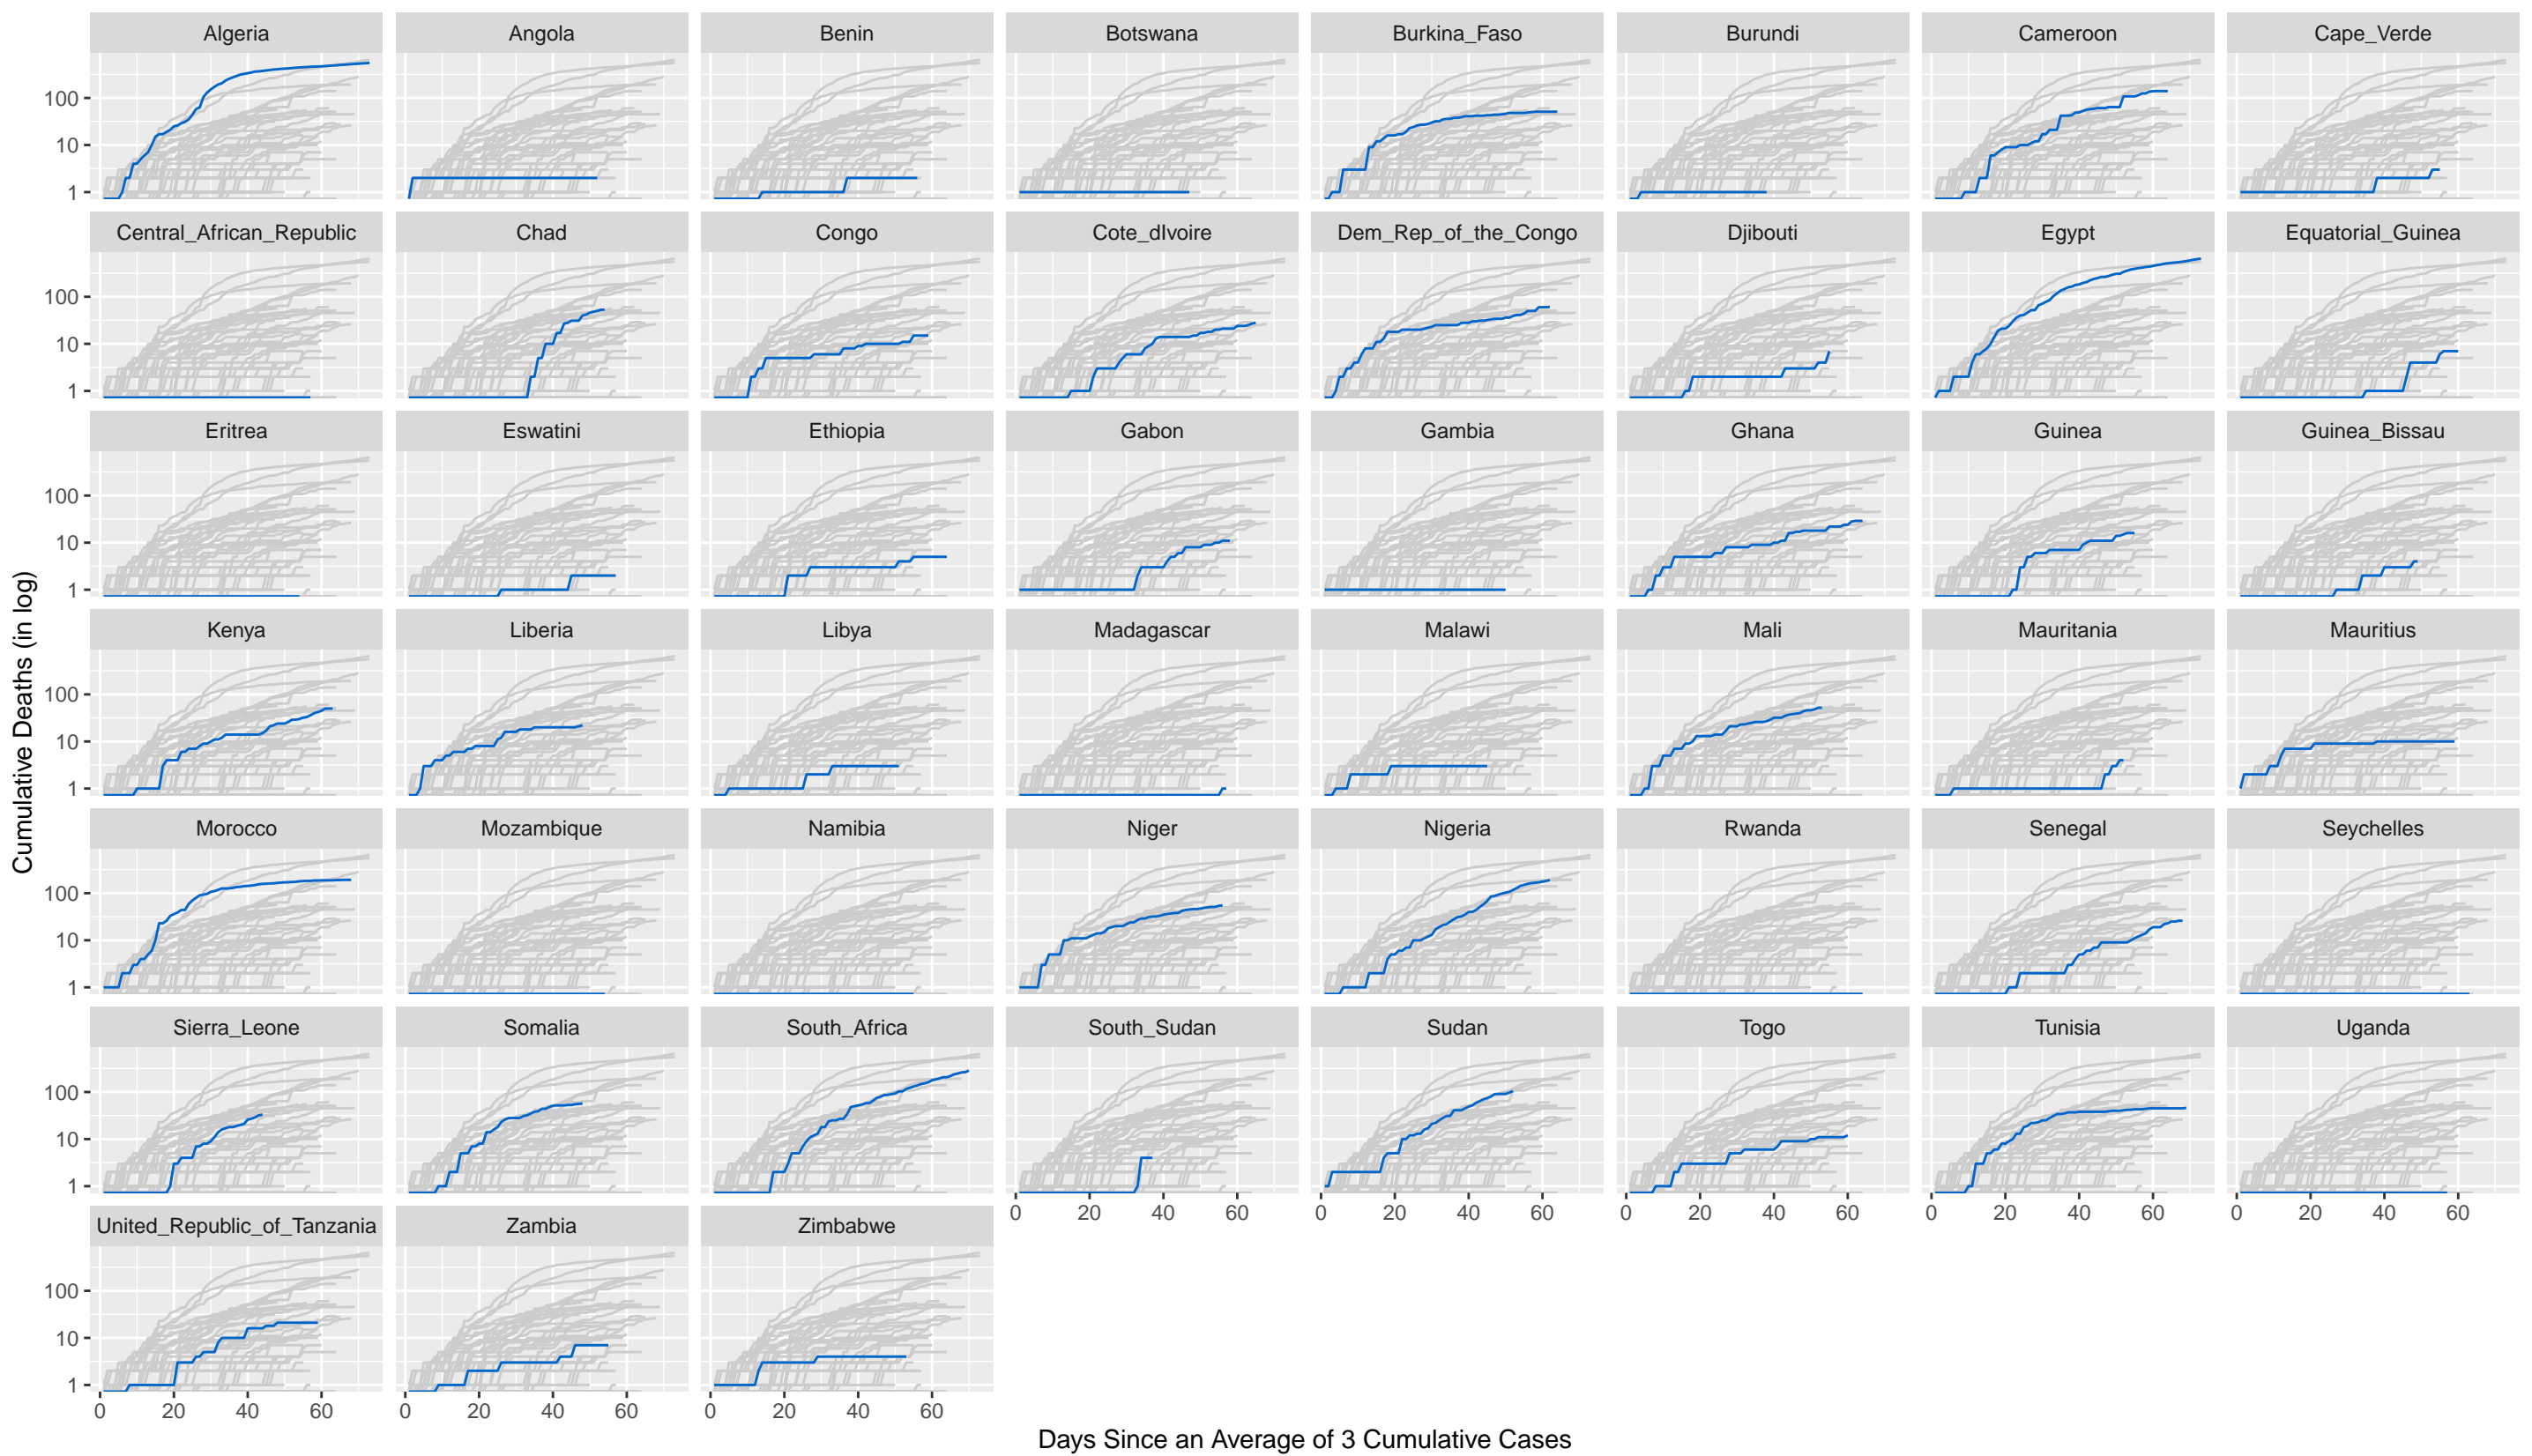 Algeria Angola Benin Botswana Burkina_Faso Burundi Cameroon Cape_Verde
100
10
1
Central_African_Republic Chad Congo Cote_dIvoire Dem_Rep_of_the_Congo Djibouti Egypt Equatorial_Guinea
100
10
1
Eritrea Eswatini Ethiopia Gabon Gambia Ghana Guinea Guinea_Bissau
100
10
1
Cumulative Deaths (in log)
Kenya Liberia Libya Madagascar Malawi Mali Mauritania Mauritius
100
10
1
Morocco Mozambique Namibia Niger Nigeria Rwanda Senegal Seychelles
100
10
1
Sierra_Leone Somalia South_Africa South_Sudan Sudan Togo Tunisia Uganda
100
10
1
0 20 40 60 0 20 40 60 0 20 40 60 0 20 40 60 0 20 40 60
United_Republic_of_Tanzania Zambia Zimbabwe
100
10
1
0 20 40 60 0 20 40 60 0 20 40 60
Days Since an Average of 3 Cumulative Cases